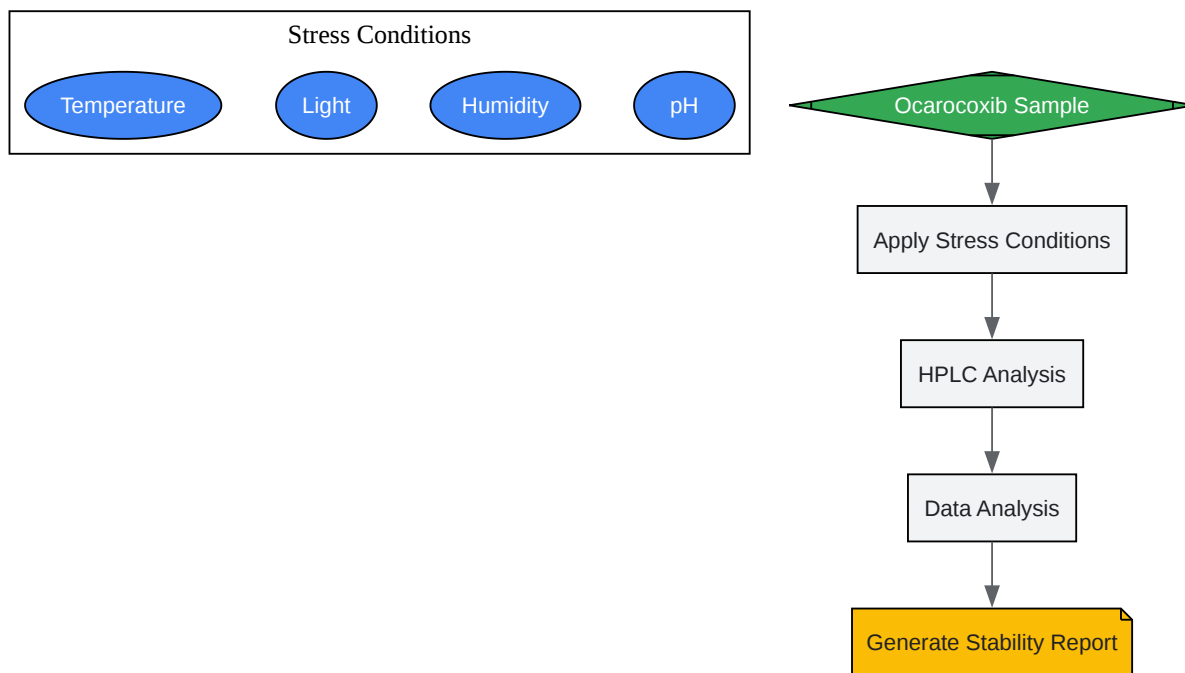 Stress Conditions
Temperature
Light
Humidity
pH
Ocarocoxib Sample
Apply Stress Conditions
HPLC Analysis
Data Analysis
Generate Stability Report